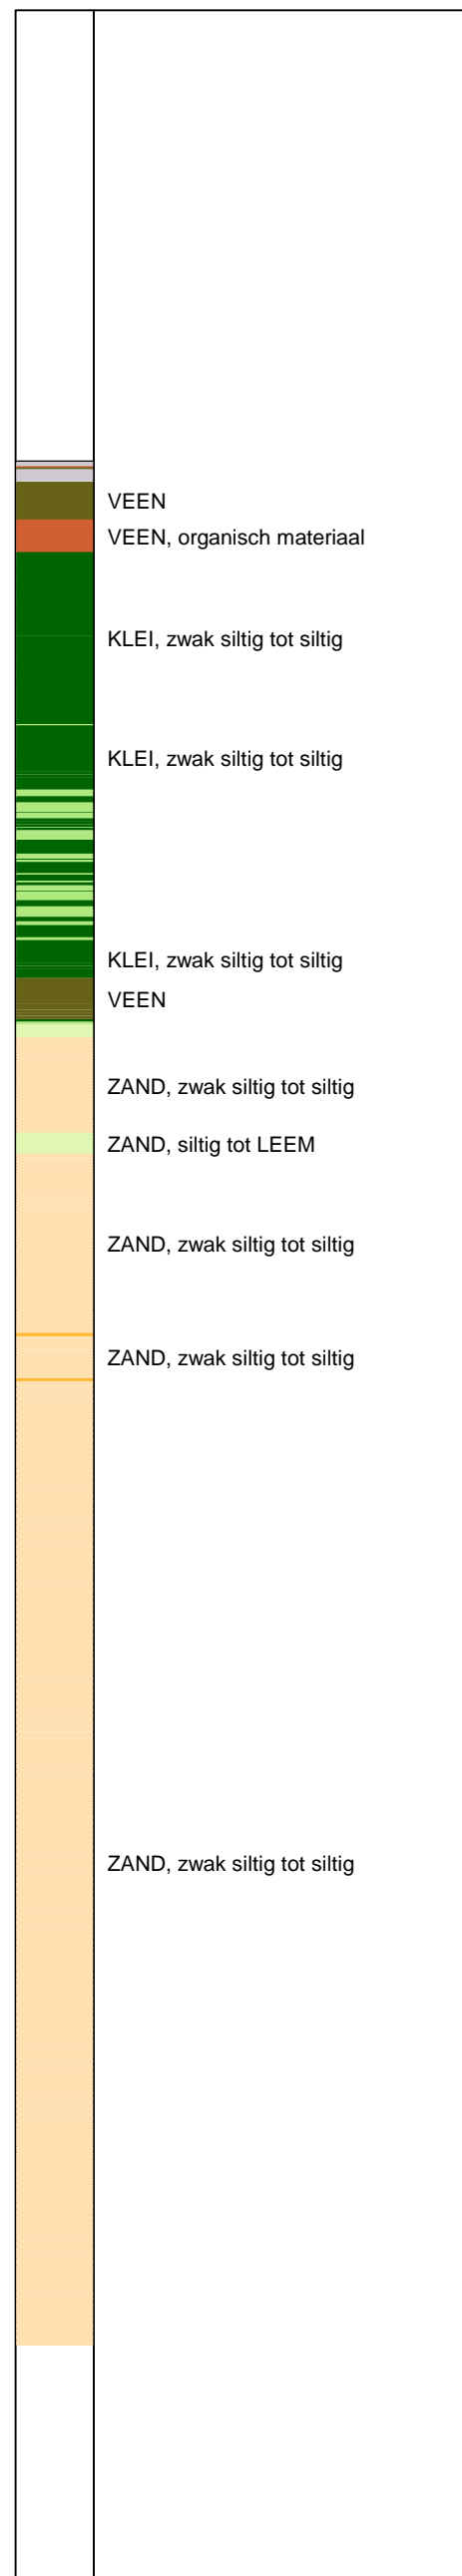 VEEN
VEEN, organisch materiaal
KLEI, zwak siltig tot siltig
KLEI, zwak siltig tot siltig
KLEI, zwak siltig tot siltig
VEEN
ZAND, zwak siltig tot siltig
ZAND, siltig tot LEEM
ZAND, zwak siltig tot siltig
ZAND, zwak siltig tot siltig
ZAND, zwak siltig tot siltig